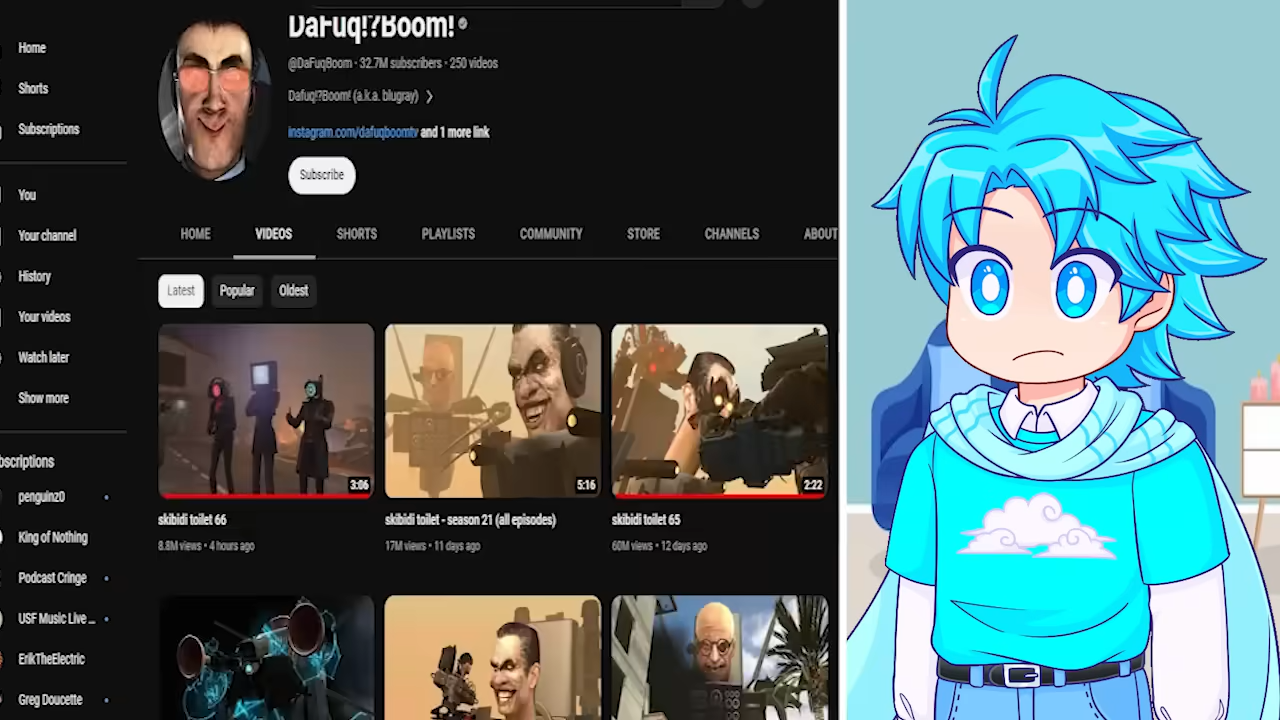 DaFuq!?Boom!
Home
@DaFuqBoom · 32.7M subscribers · 250 videos
Shorts
Dafuq!?Boom! (a.k.a. blugray)
Subscriptions
instagram.com/dafuqboomtv and 1 more link
Subscribe
You
Your channel
HOME VIDEOS SHORTS PLAYLISTS COMMUNITY STORE CHANNELS ABOUT
History
Latest Popular Oldest
Your videos
Watch later
Show more
bscriptions
3:06 5:16 2:22
penguinz0
skibidi toilet 66 skibidi toilet - season 21 (all episodes) skibidi toilet 65
King of Nothing
8.8M views · 4 hours ago 17M views · 11 days ago 60M views · 12 days ago
Podcast Cringe
USF Music Live ...
ErikTheElectric
Greg Doucette